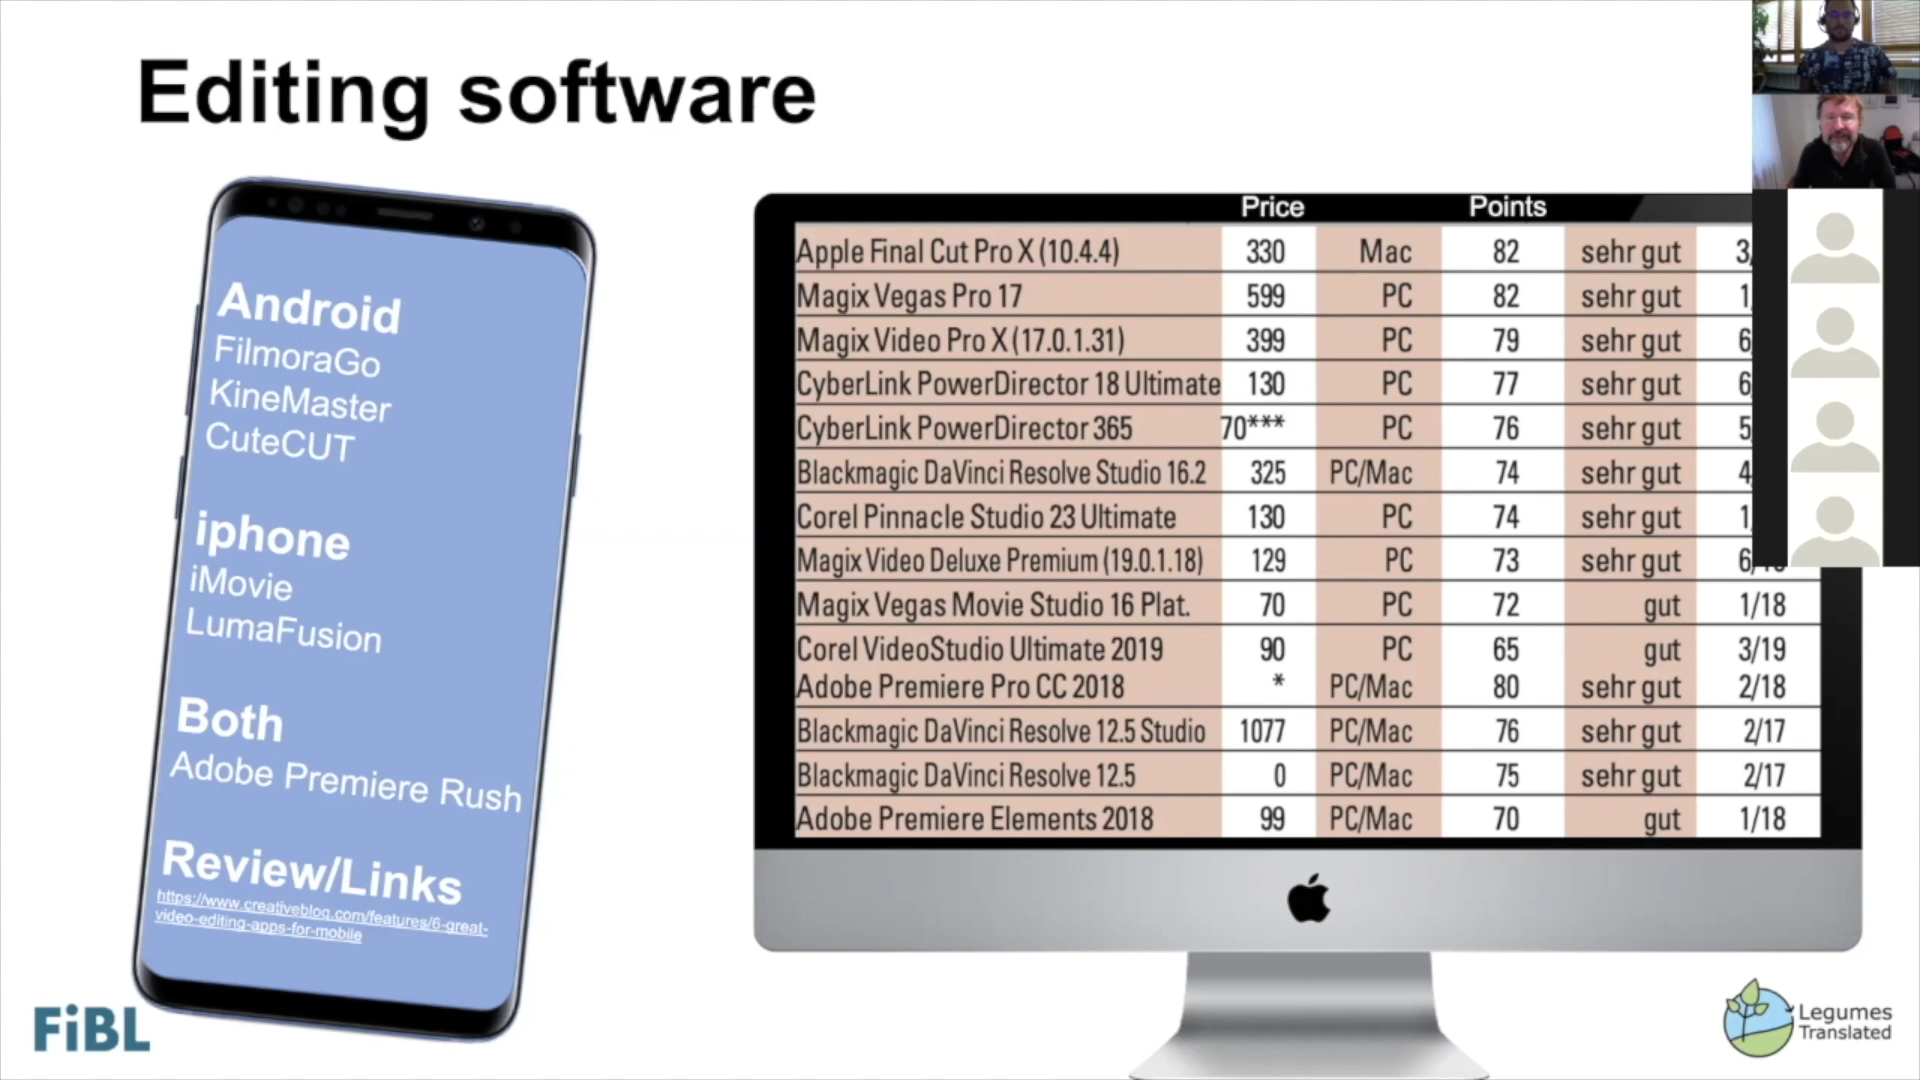 Editing software
Android
FilmoraGo
KineMaster
CuteCUT
iphone
iMovie
LumaFusion
Both
Adobe Premiere Rush
Review/Links
https://www.creativebloq.com/features/6-great-
video-editing-apps-for-mobile
Price Points
Apple Final Cut Pro X (10.4.4) 330 Mac 82 sehr gut 3/
Magix Vegas Pro 17 599 PC 82 sehr gut 1/
Magix Video Pro X (17.0.1.31) 399 PC 79 sehr gut 6
CyberLink PowerDirector 18 Ultimate 130 PC 77 sehr gut 6
CyberLink PowerDirector 365 70*** PC 76 sehr gut 5
Blackmagic DaVinci Resolve Studio 16.2 325 PC/Mac 74 sehr gut 4
Corel Pinnacle Studio 23 Ultimate 130 PC 74 sehr gut 1
Magix Video Deluxe Premium (19.0.1.18) 129 PC 73 sehr gut 6/
Magix Vegas Movie Studio 16 Plat. 70 PC 72 gut 1/18
Corel VideoStudio Ultimate 2019 90 PC 65 gut 3/19
Adobe Premiere Pro CC 2018 * PC/Mac 80 sehr gut 2/18
Blackmagic DaVinci Resolve 12.5 Studio 1077 PC/Mac 76 sehr gut 2/17
Blackmagic DaVinci Resolve 12.5 0 PC/Mac 75 sehr gut 2/17
Adobe Premiere Elements 2018 99 PC/Mac 70 gut 1/18
FiBL
Legumes
Translated